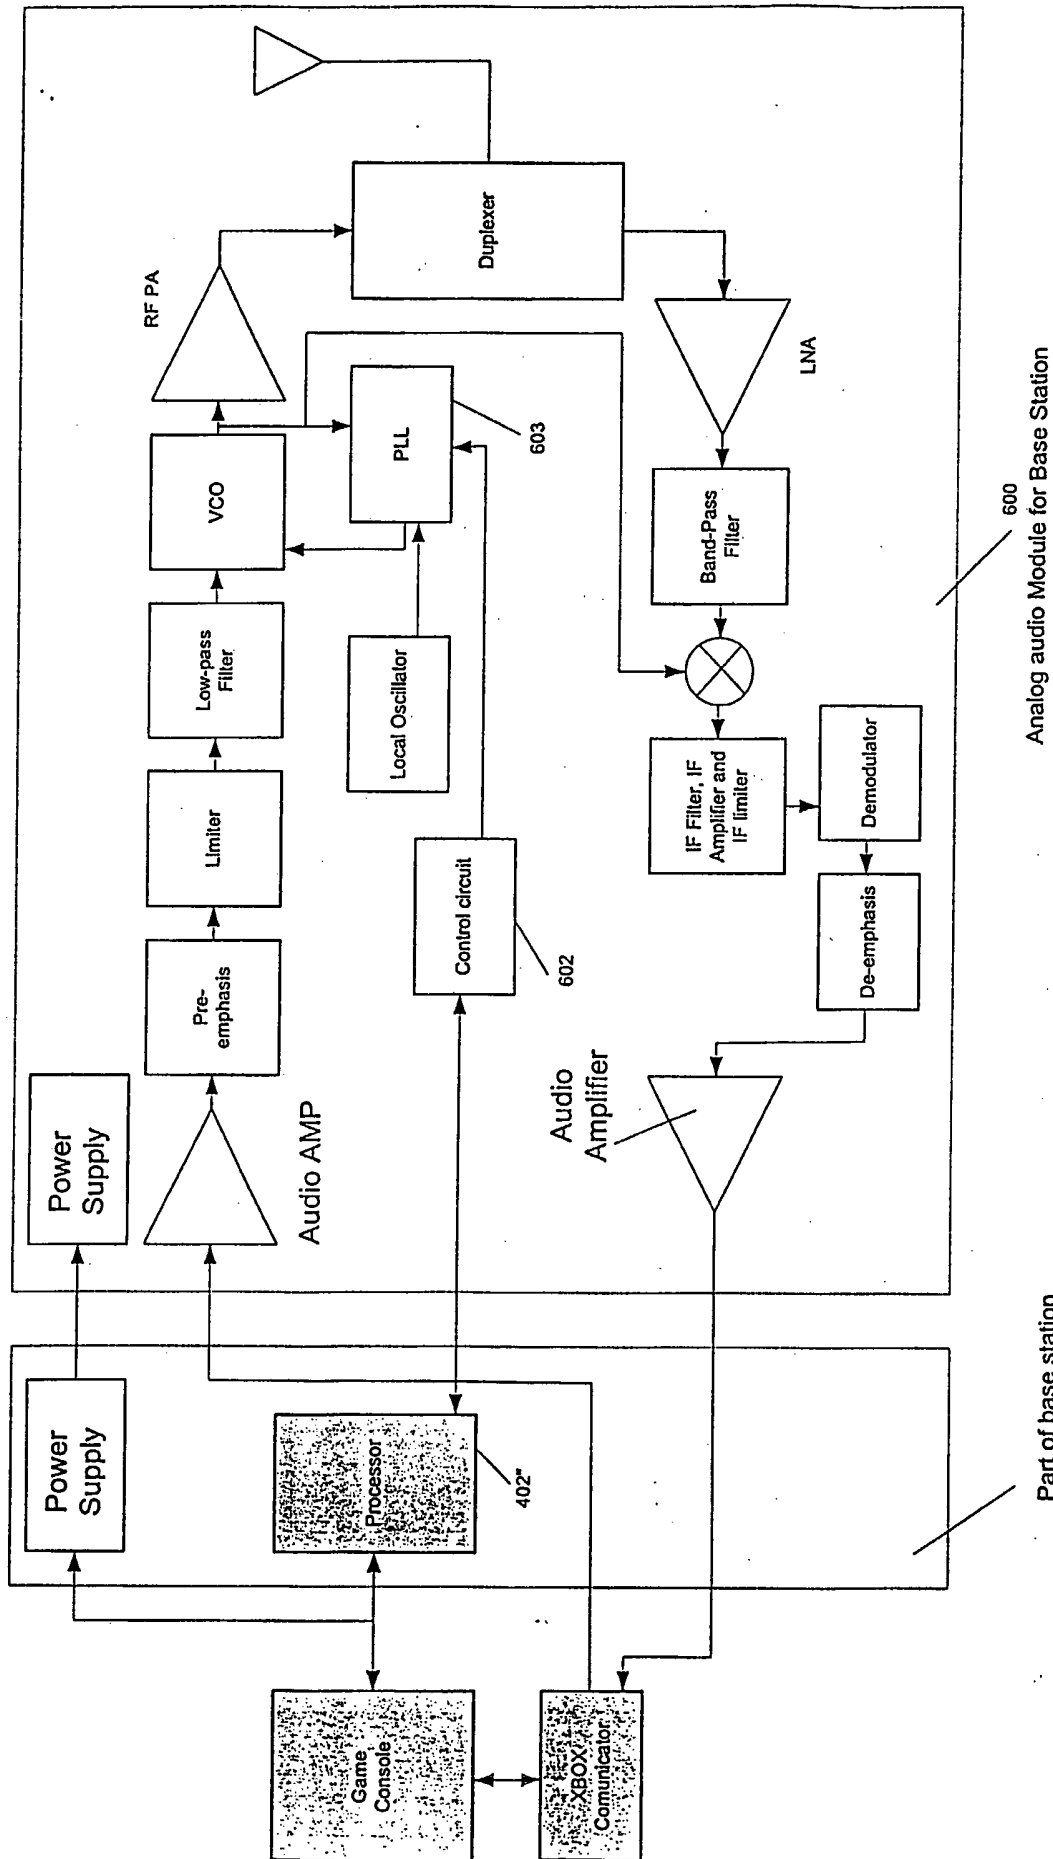 Power
Supply
Audio AMP
Pre-
emphasis
Limiter
Low-pass
Filter
VCO
RF PA
Local Oscillator
PLL
603
Control circuit
602
Duplexer
LNA
Band-Pass
Filter
IF Filter, IF
Amplifier and
IF limiter
Demodulator
De-emphasis
Audio
Amplifier
600
Analog audio Module for Base Station
Power
Supply
Processor
402"
Part of base station
Game
Console
XBOX
Comunicator